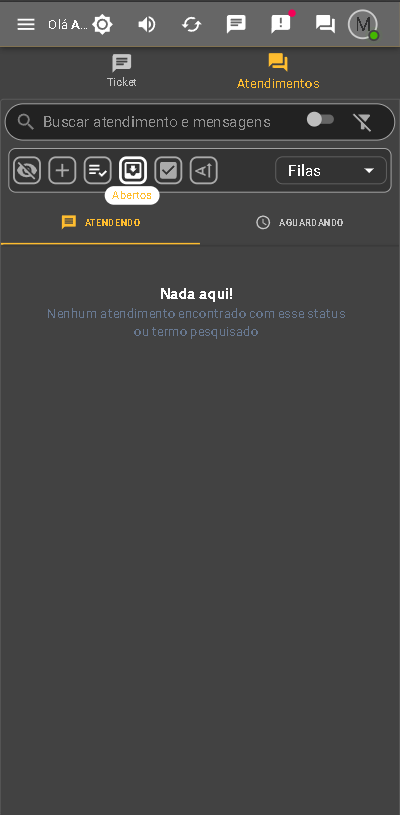 Olá A...
M
Ticket
Atendimentos
Buscar atendimento e mensagens
Filas
Abertos
ATENDENDO
AGUARDANDO
Nada aqui!
Nenhum atendimento encontrado com esse status
ou termo pesquisado